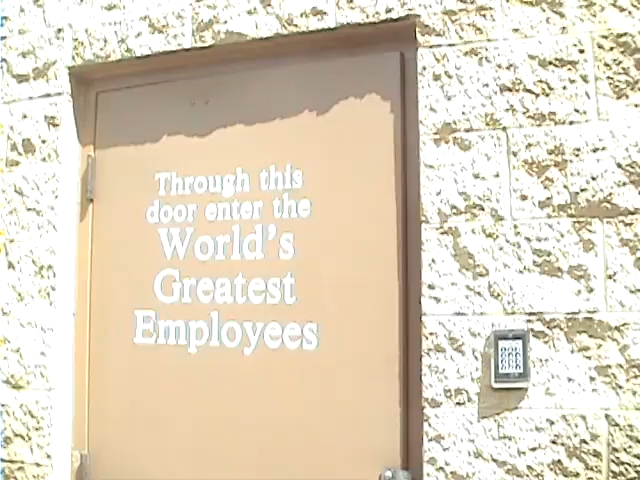 Through this
door enter the
World's
Greatest
Employees